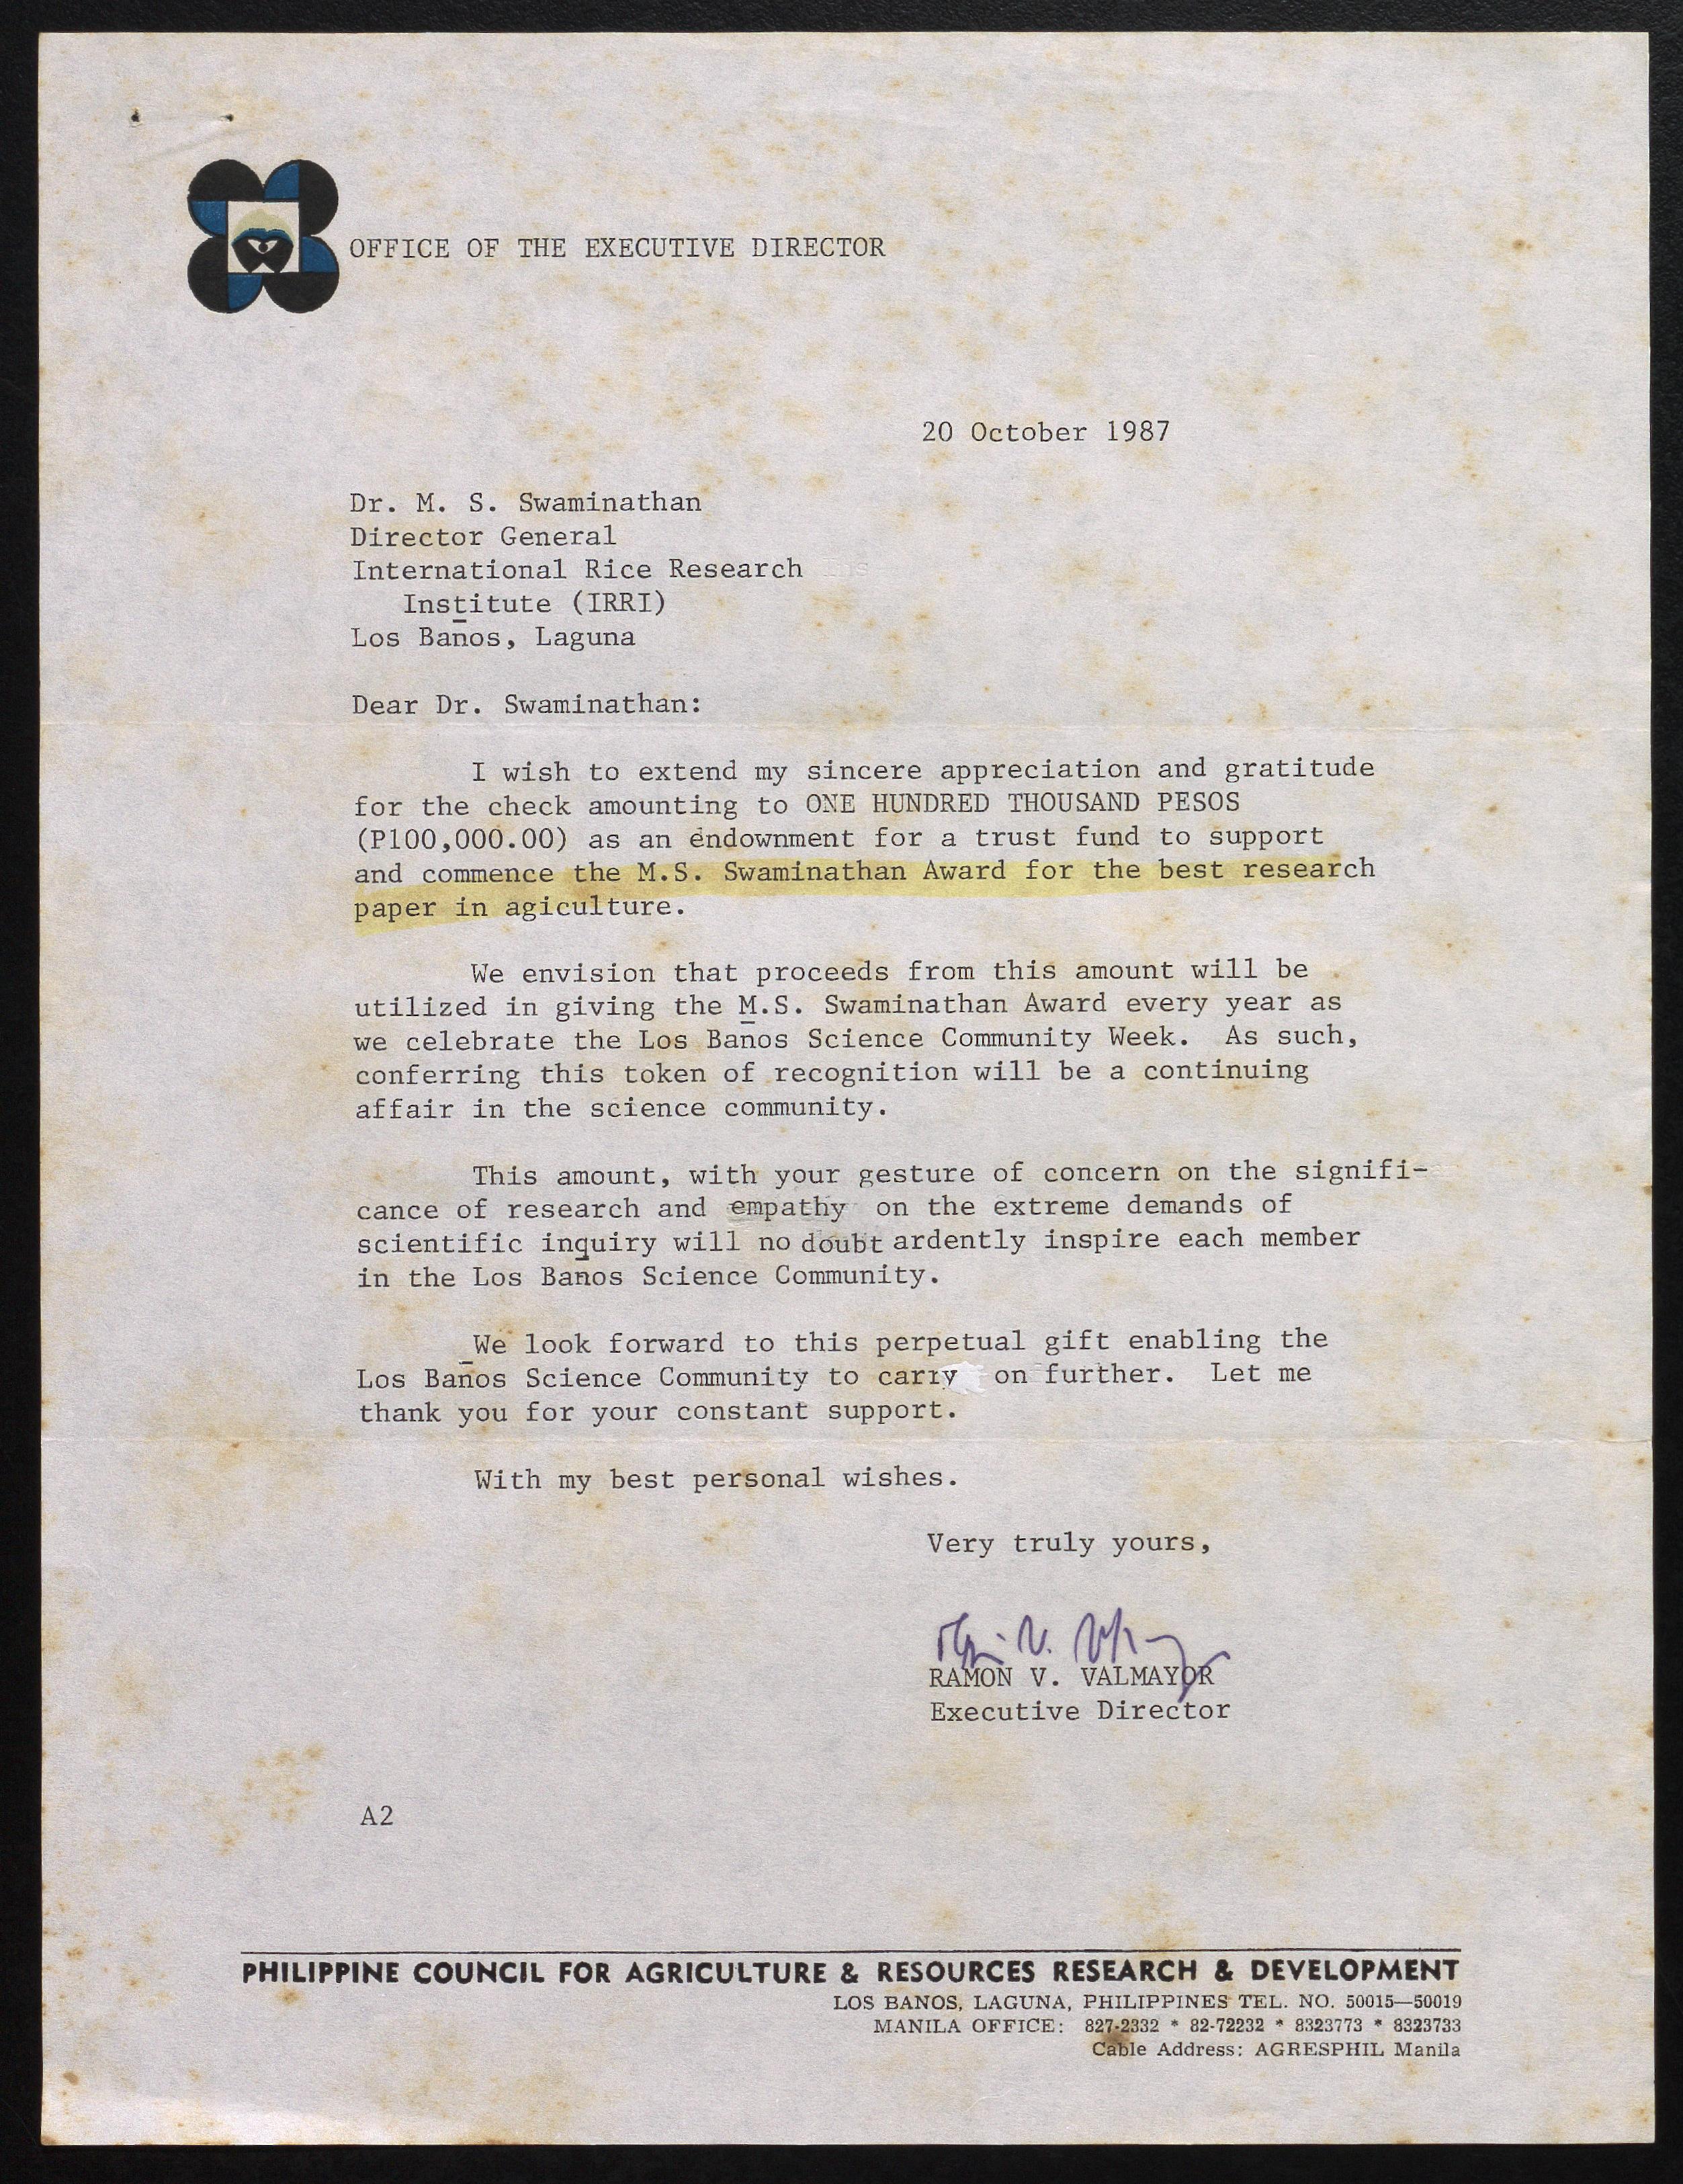 OFFICE OF THE EXECUTIVE DIRECTOR
20 October 1987
Dr. M. S. Swaminathan
Director General
International Rice Research
Institute (IRRI)
Los Baños, Laguna
Dear Dr. Swaminathan:
I wish to extend my sincere appreciation and gratitude
for the check amounting to ONE HUNDRED THOUSAND PESOS
(P100,000.00) as an endownment for a trust fund to support
and commence the M.S. Swaminathan Award for the best research
paper in agiculture.
We envision that proceeds from this amount will be
utilized in giving the M.S. Swaminathan Award every year as
we celebrate the Los Baños Science Community Week. As such,
conferring this token of recognition will be a continuing
affair in the science community.
This amount, with your gesture of concern on the signifi-
cance of research and empathy on the extreme demands of
scientific inquiry will no doubt ardently inspire each member
in the Los Baños Science Community.
We look forward to this perpetual gift enabling the
Los Baños Science Community to carry on further. Let me
thank you for your constant support.
With my best personal wishes.
Very truly yours,
RAMON V. VALMAYOR
Executive Director
A2
PHILIPPINE COUNCIL FOR AGRICULTURE & RESOURCES RESEARCH & DEVELOPMENT
LOS BANOS, LAGUNA, PHILIPPINES TEL. NO. 50015—50019
MANILA OFFICE: 827-2332 * 82-72232 * 8323773 * 8323733
Cable Address: AGRESPHIL Manila